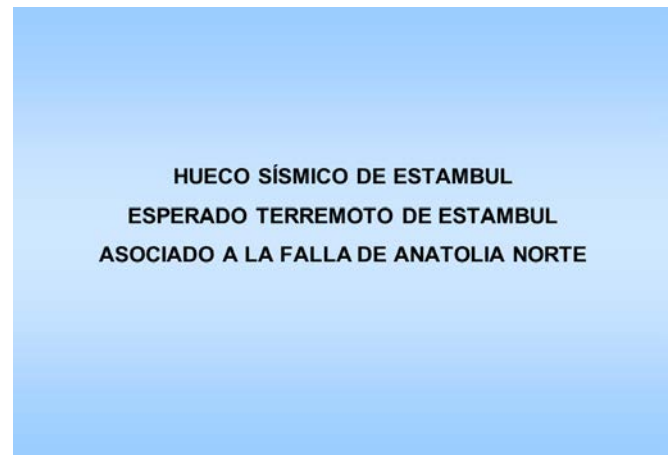 HUECO SÍSMICO DE ESTAMBUL
ESPERADO TERREMOTO DE ESTAMBUL
ASOCIADO A LA FALLA DE ANATOLIA NORTE